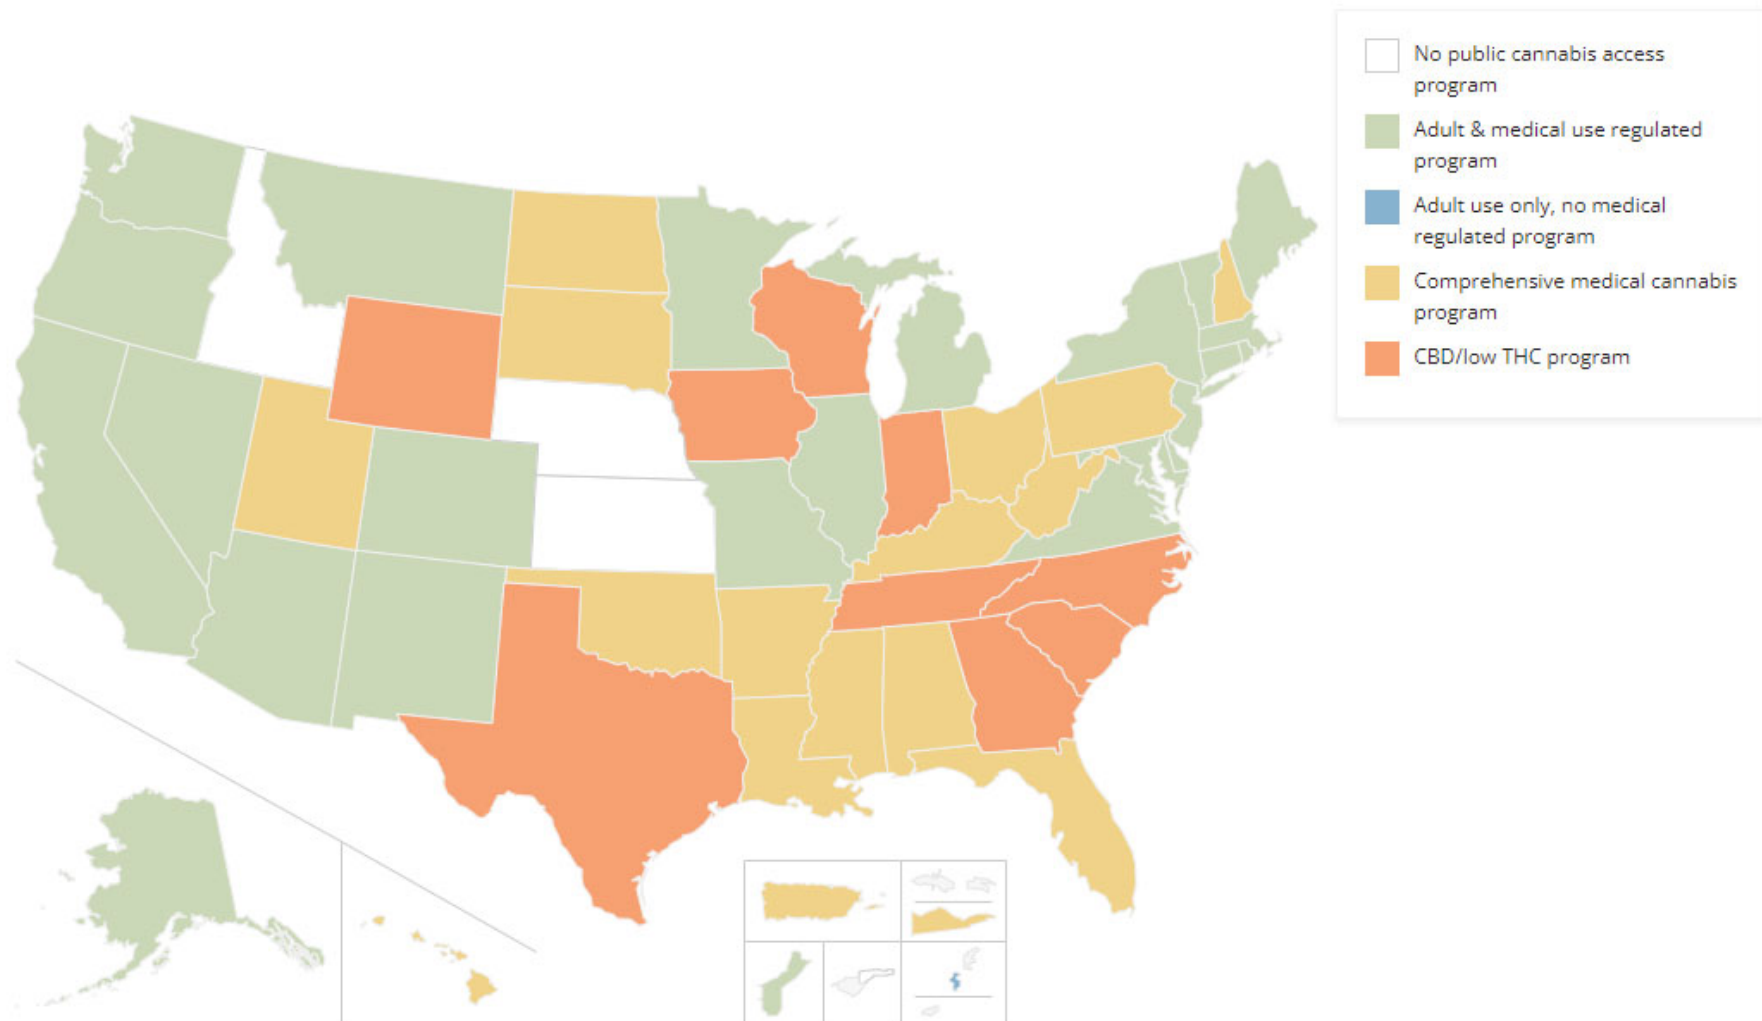 No public cannabis access
program
Adult & medical use regulated
program
Adult use only, no medical
regulated program
Comprehensive medical cannabis
program
CBD/low THC program